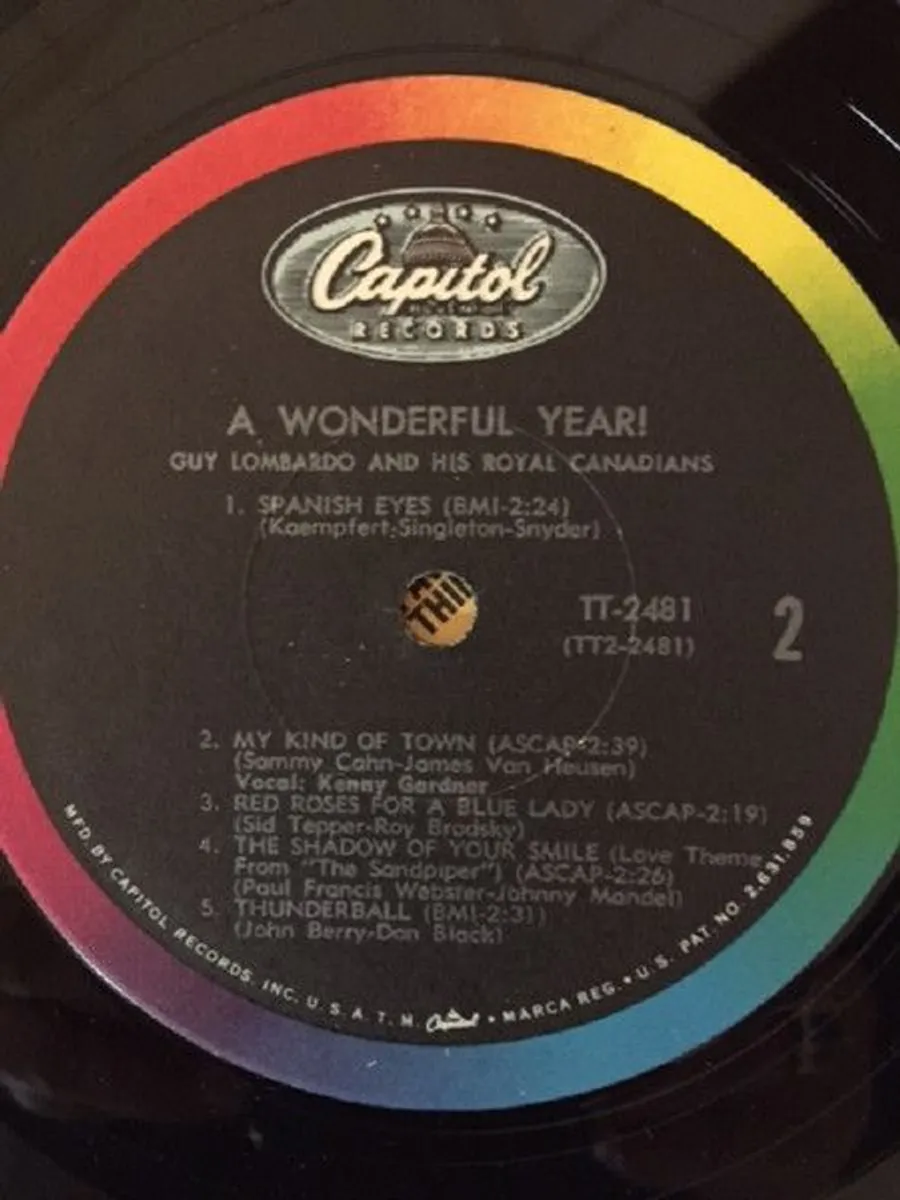 Capitol
RECORDS
A WONDERFUL YEAR!
GUY LOMBARDO AND HIS ROYAL CANADIANS
1. SPANISH EYES (BMI-2:24)
(Kaempfert-Singleton-Snyder)
THIN
TT-2481
(TT2-2481)
2
2. MY KIND OF TOWN (ASCAP-2:39)
(Sammy Cahn-James Van Heusen)
Vocal: Kenny Gardner
3. RED ROSES FOR A BLUE LADY (ASCAP-2:19)
(Sid Tepper-Roy Brodsky)
4. THE SHADOW OF YOUR SMILE (Love Theme
From "The Sandpiper") (ASCAP-2:26)
(Paul Francis Webster-Johnny Mandel)
5. THUNDERBALL (BMI-2:31)
(John Berry-Don Black)
MFD. BY CAPITOL RECORDS, INC. U.S.A. T.M. Capitol • MARCA REG. • U.S. PAT. NO. 2,631,859